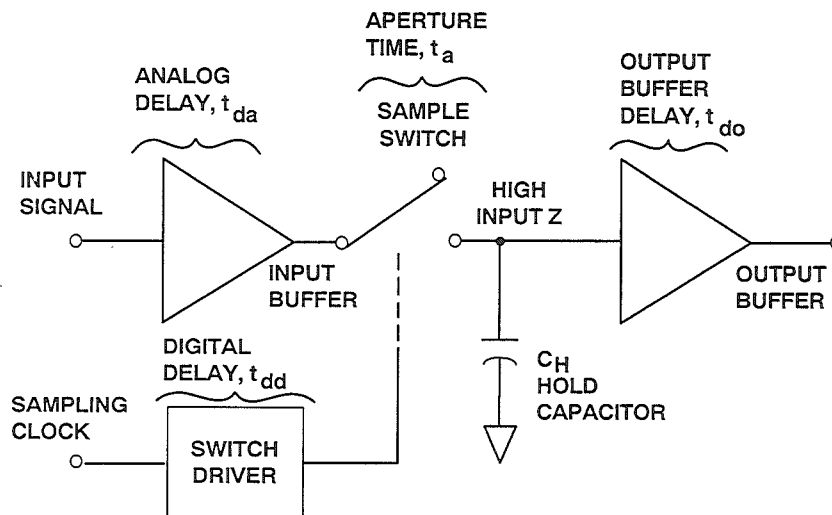 APERTURE
TIME, t a
ANALOG
DELAY, t da
SAMPLE
SWITCH
OUTPUT
BUFFER
DELAY, t do
INPUT
SIGNAL
HIGH
INPUT Z
INPUT
BUFFER
OUTPUT
BUFFER
DIGITAL
DELAY, t dd
SAMPLING
CLOCK
SWITCH
DRIVER
C H
HOLD
CAPACITOR